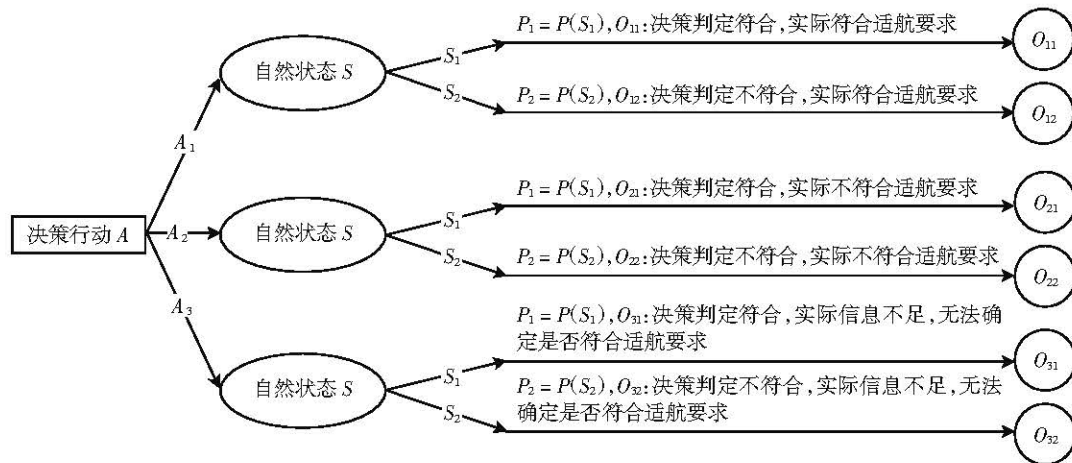 P₁ = P(S₁), O₁₁:决策判定符合,实际符合适航要求
S₁
O₁₁
自然状态 S
P₂ = P(S₂), O₁₂:决策判定不符合,实际符合适航要求
S₂
O₁₂
A₁
P₁ = P(S₁), O₂₁:决策判定符合,实际不符合适航要求
S₁
O₂₁
决策行动 A
A₂
自然状态 S
P₂ = P(S₂), O₂₂:决策判定不符合,实际不符合适航要求
S₂
O₂₂
A₃
P₁ = P(S₁), O₃₁:决策判定符合,实际信息不足,无法确
定是否符合适航要求
S₁
O₃₁
自然状态 S
P₂ = P(S₂), O₃₂:决策判定不符合,实际信息不足,无法
确定是否符合适航要求
S₂
O₃₂